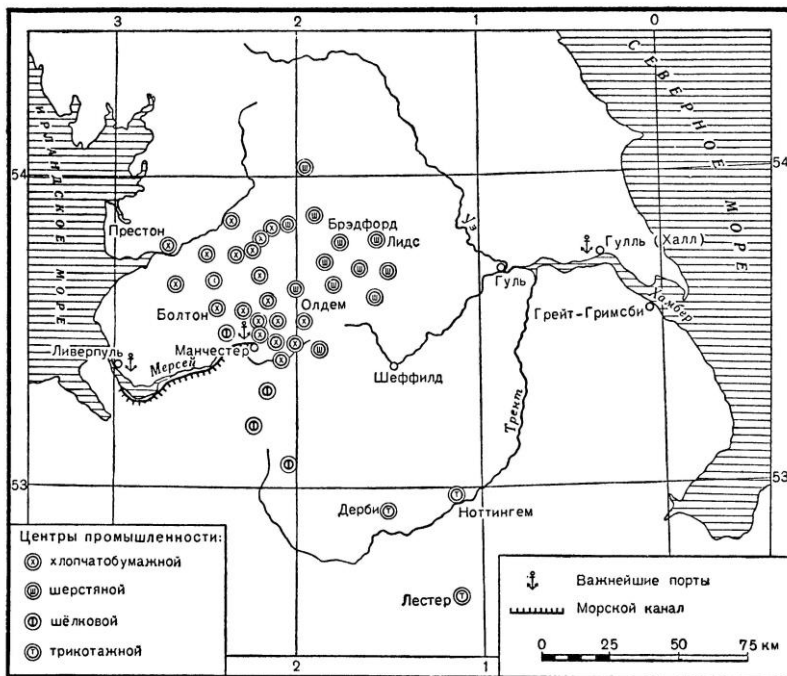 3 2 1 0
СЕВЕРНОЕ МОРЕ
ИРЛАНДСКОЕ МОРЕ
54 54
Престон
Брэдфорд
Лидс
Уз
Гулль (Халл)
Гуль
Хамбер
Грейт-Гримсби
Болтон
Олдем
Ливерпуль
Мерсей
Манчестер
Шеффилд
Трент
53 53
Дерби
Ноттингем
Лестер
Центры промышленности:
Х хлопчатобумажной
Ш шерстяной
Ф шёлковой
Т трикотажной
Важнейшие порты
Морской канал
0 25 50 75 км
2 1